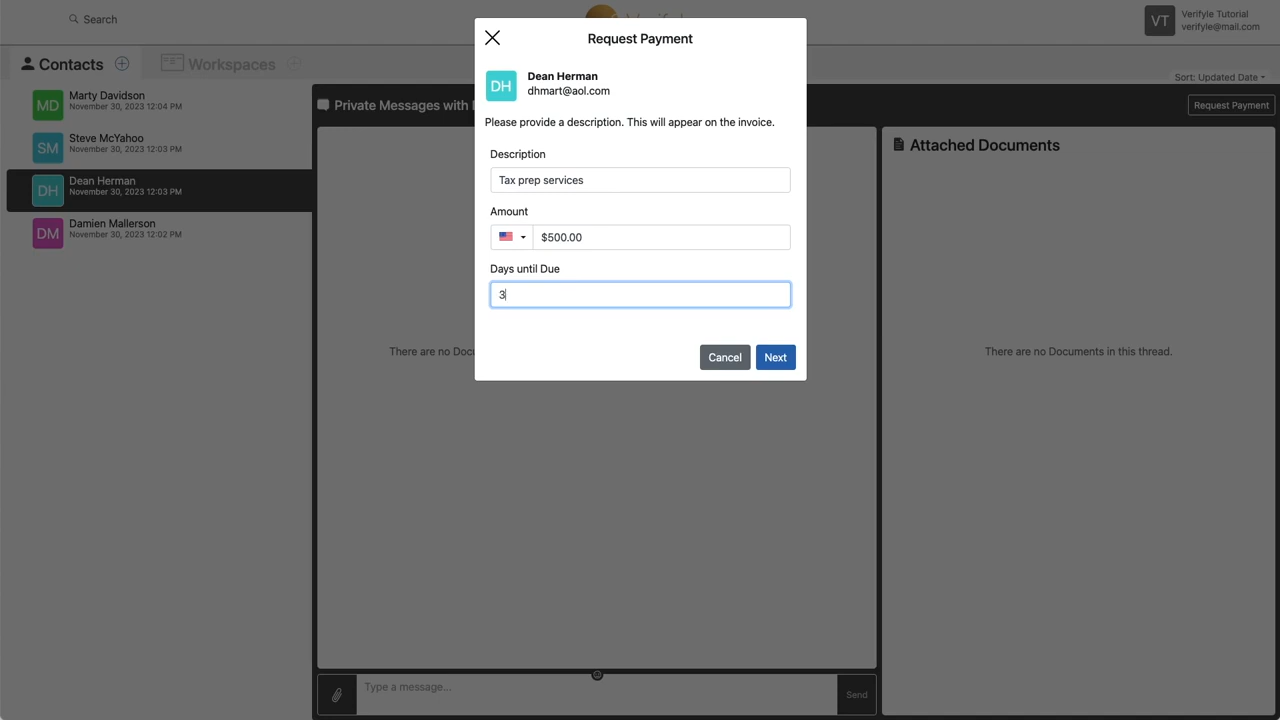 Search
VT
Verifyle Tutorial
verifyle@mail.com
Contacts
Workspaces
Sort: Updated Date
MD
Marty Davidson
November 30, 2023 12:04 PM
SM
Steve McYahoo
November 30, 2023 12:03 PM
DH
Dean Herman
November 30, 2023 12:03 PM
DM
Damien Mallerson
November 30, 2023 12:02 PM
Private Messages with
Request Payment
Attached Documents
There are no Docu
There are no Documents in this thread.
Type a message...
Send
Request Payment
DH
Dean Herman
dhmart@aol.com
Please provide a description. This will appear on the invoice.
Description
Tax prep services
Amount
$500.00
Days until Due
3
Cancel
Next